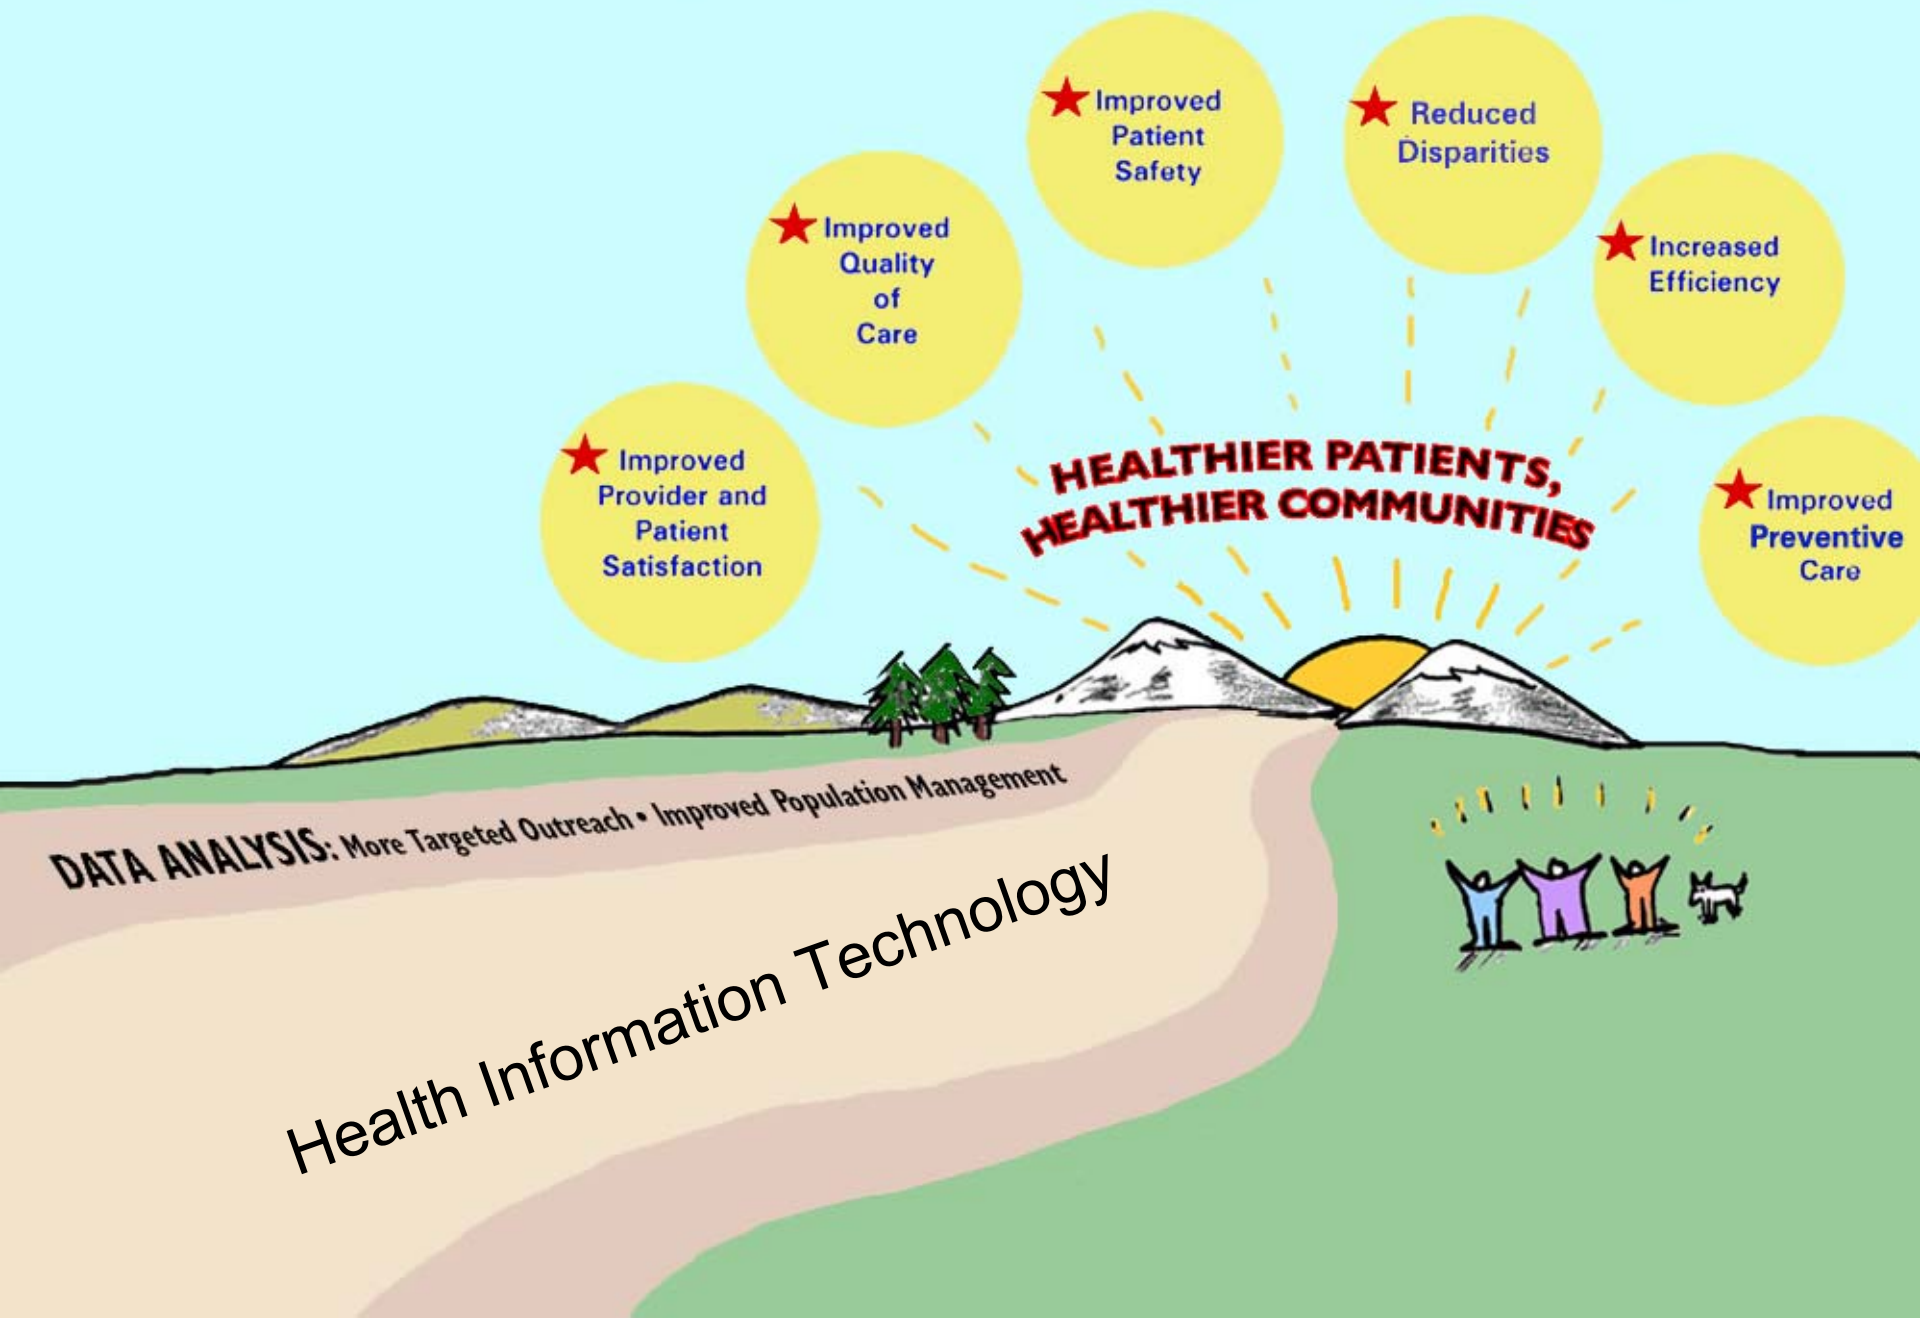 Improved
Patient
Safety
Reduced
Disparities
Improved
Quality
of
Care
Increased
Efficiency
Improved
Provider and
Patient
Satisfaction
HEALTHIER PATIENTS,
HEALTHIER COMMUNITIES
Improved
Preventive
Care
DATA ANALYSIS: More Targeted Outreach • Improved Population Management
Health Information Technology